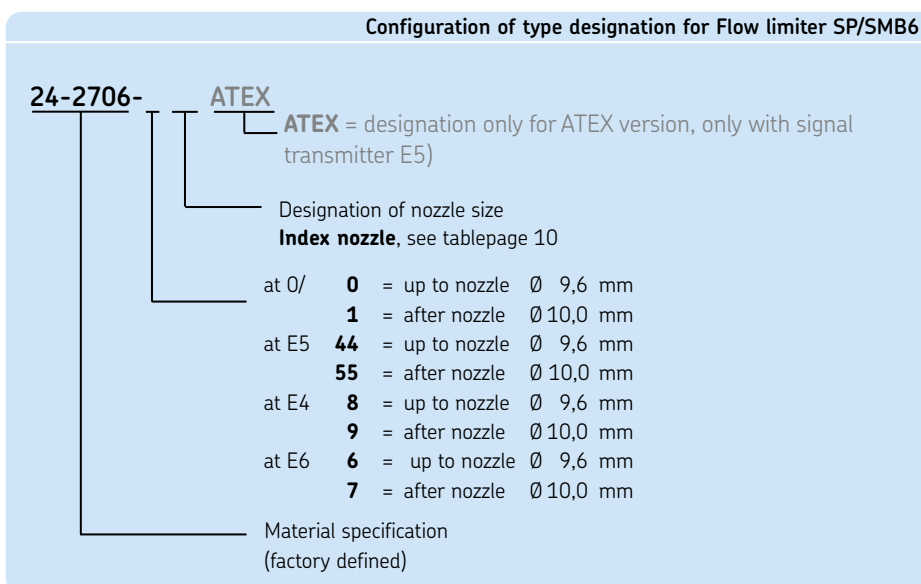 Configuration of type designation for Flow limiter SP/SMB6
24-2706-_ _ ATEX
ATEX = designation only for ATEX version, only with signal
transmitter E5)
Designation of nozzle size
Index nozzle, see tablepage 10
at 0/ 0 = up to nozzle Ø 9,6 mm
1 = after nozzle Ø 10,0 mm
at E5 44 = up to nozzle Ø 9,6 mm
55 = after nozzle Ø 10,0 mm
at E4 8 = up to nozzle Ø 9,6 mm
9 = after nozzle Ø 10,0 mm
at E6 6 = up to nozzle Ø 9,6 mm
7 = after nozzle Ø 10,0 mm
Material specification
(factory defined)